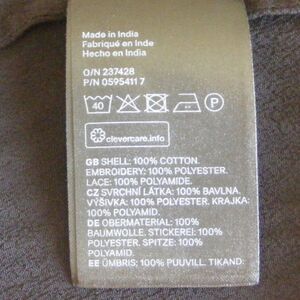 Made in India
Fabriqué en Inde
Hecho en India
O/N 237428
P/N 0595411 7
40
P
clevercare.info
GB SHELL: 100% COTTON.
EMBROIDERY: 100% POLYESTER.
LACE: 100% POLYAMIDE.
CZ SVRCHNÍ LÁTKA: 100% BAVLNA.
VÝŠIVKA: 100% POLYESTER. KRAJKA:
100% POLYAMID.
DE OBERMATERIAL: 100%
BAUMWOLLE. STICKEREI: 100%
POLYESTER. SPITZE: 100%
POLYAMID.
EE ÜMBRIS: 100% PUUVILL. TIKAND: